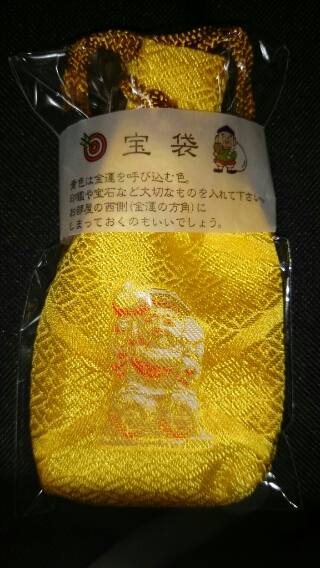 宝袋
黄色は金運を呼び込む色。
印鑑や宝石など大切なものを入れて下さい。
お部屋の西側(金運の方角)に
しまっておくのもいいでしょう。